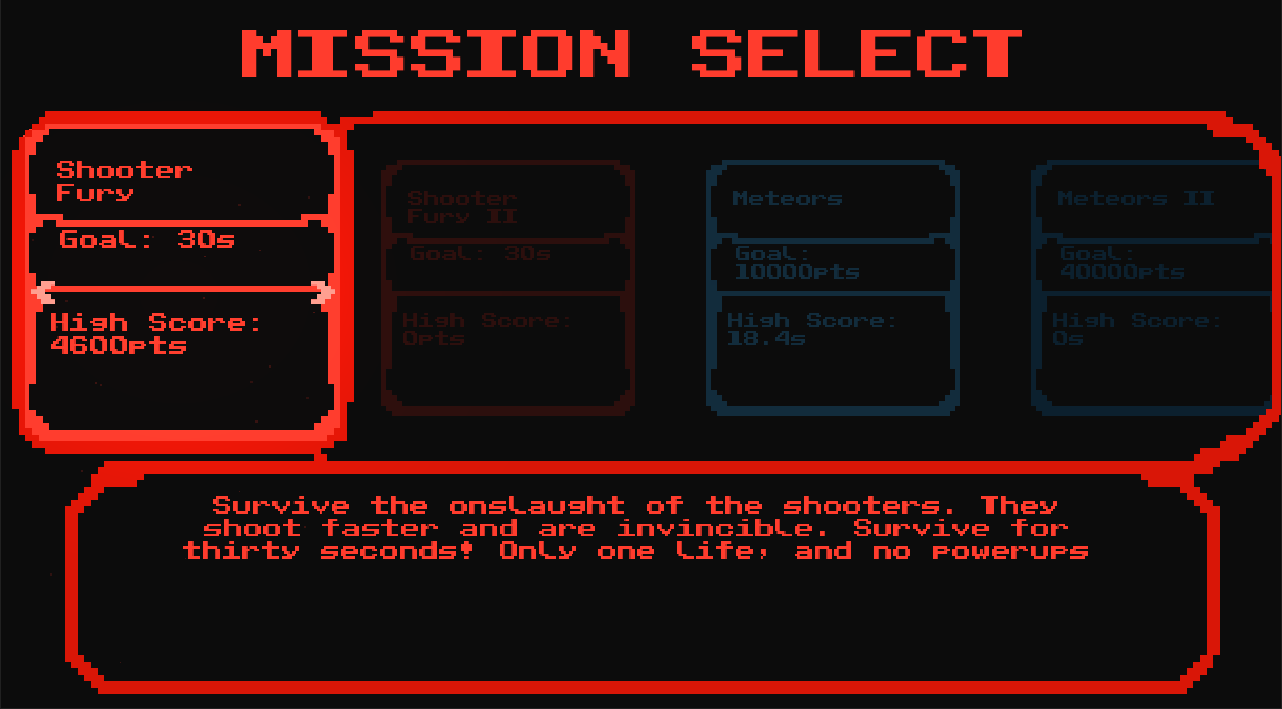 MISSION SELECT
Shooter
Fury
Goal: 30s
High Score:
4600pts
Shooter
Fury II
Goal: 30s
High Score:
0pts
Meteors
Goal:
10000pts
High Score:
18.4s
Meteors II
Goal:
40000pts
High Score:
0s
Survive the onslaught of the shooters. They
shoot faster and are invincible. Survive for
thirty seconds! Only one life, and no powerups